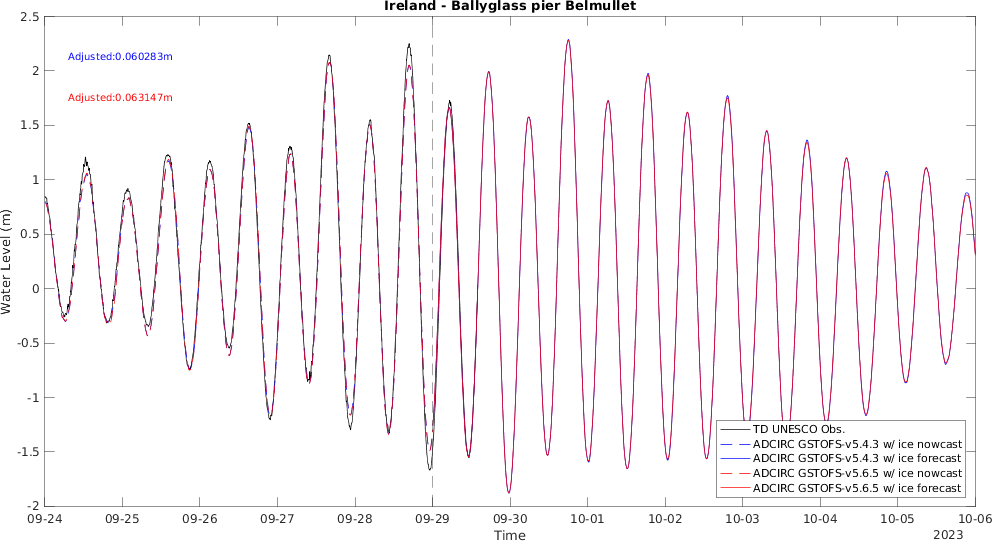 Ireland - Ballyglass pier Belmullet
Adjusted:0.060283m
Adjusted:0.063147m
Water Level (m)
2.5
2
1.5
1
0.5
0
-0.5
-1
-1.5
-2
TD UNESCO Obs.
ADCIRC GSTOFS-v5.4.3 w/ ice nowcast
ADCIRC GSTOFS-v5.4.3 w/ ice forecast
ADCIRC GSTOFS-v5.6.5 w/ ice nowcast
ADCIRC GSTOFS-v5.6.5 w/ ice forecast
09-24 09-25 09-26 09-27 09-28 09-29 09-30 10-01 10-02 10-03 10-04 10-05 10-06
Time
2023